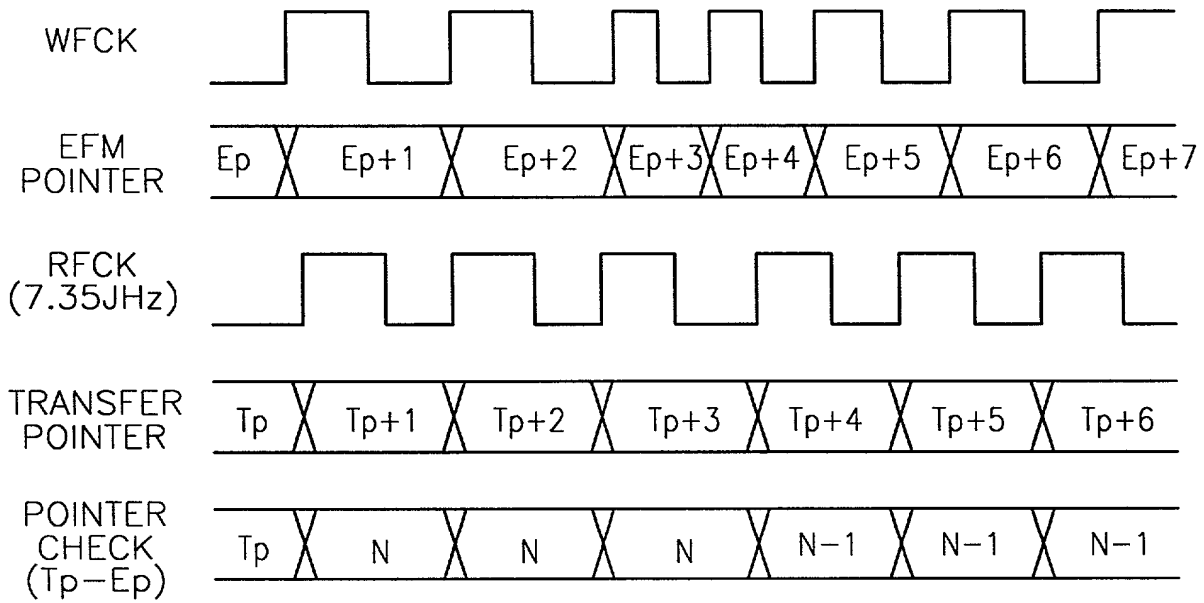 WFCK
EFM
POINTER
Ep Ep+1 Ep+2 Ep+3 Ep+4 Ep+5 Ep+6 Ep+7
RFCK
(7.35JHz)
TRANSFER
POINTER
Tp Tp+1 Tp+2 Tp+3 Tp+4 Tp+5 Tp+6
POINTER
CHECK
(Tp-Ep)
Tp N N N N-1 N-1 N-1